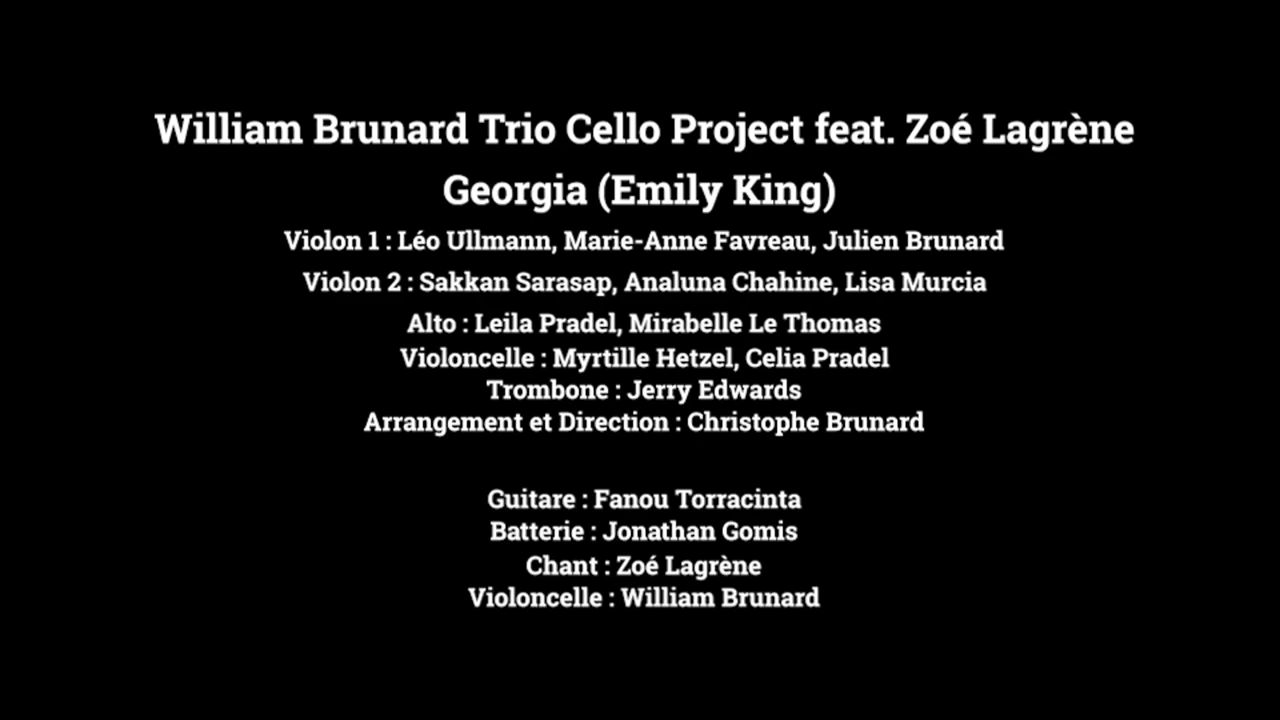 William Brunard Trio Cello Project feat. Zoé Lagrène
Georgia (Emily King)
Violon 1 : Léo Ullmann, Marie-Anne Favreau, Julien Brunard
Violon 2 : Sakkan Sarasap, Analuna Chahine, Lisa Murcia
Alto : Leila Pradel, Mirabelle Le Thomas
Violoncelle : Myrtille Hetzel, Celia Pradel
Trombone : Jerry Edwards
Arrangement et Direction : Christophe Brunard
Guitare : Fanou Torracinta
Batterie : Jonathan Gomis
Chant : Zoé Lagrène
Violoncelle : William Brunard